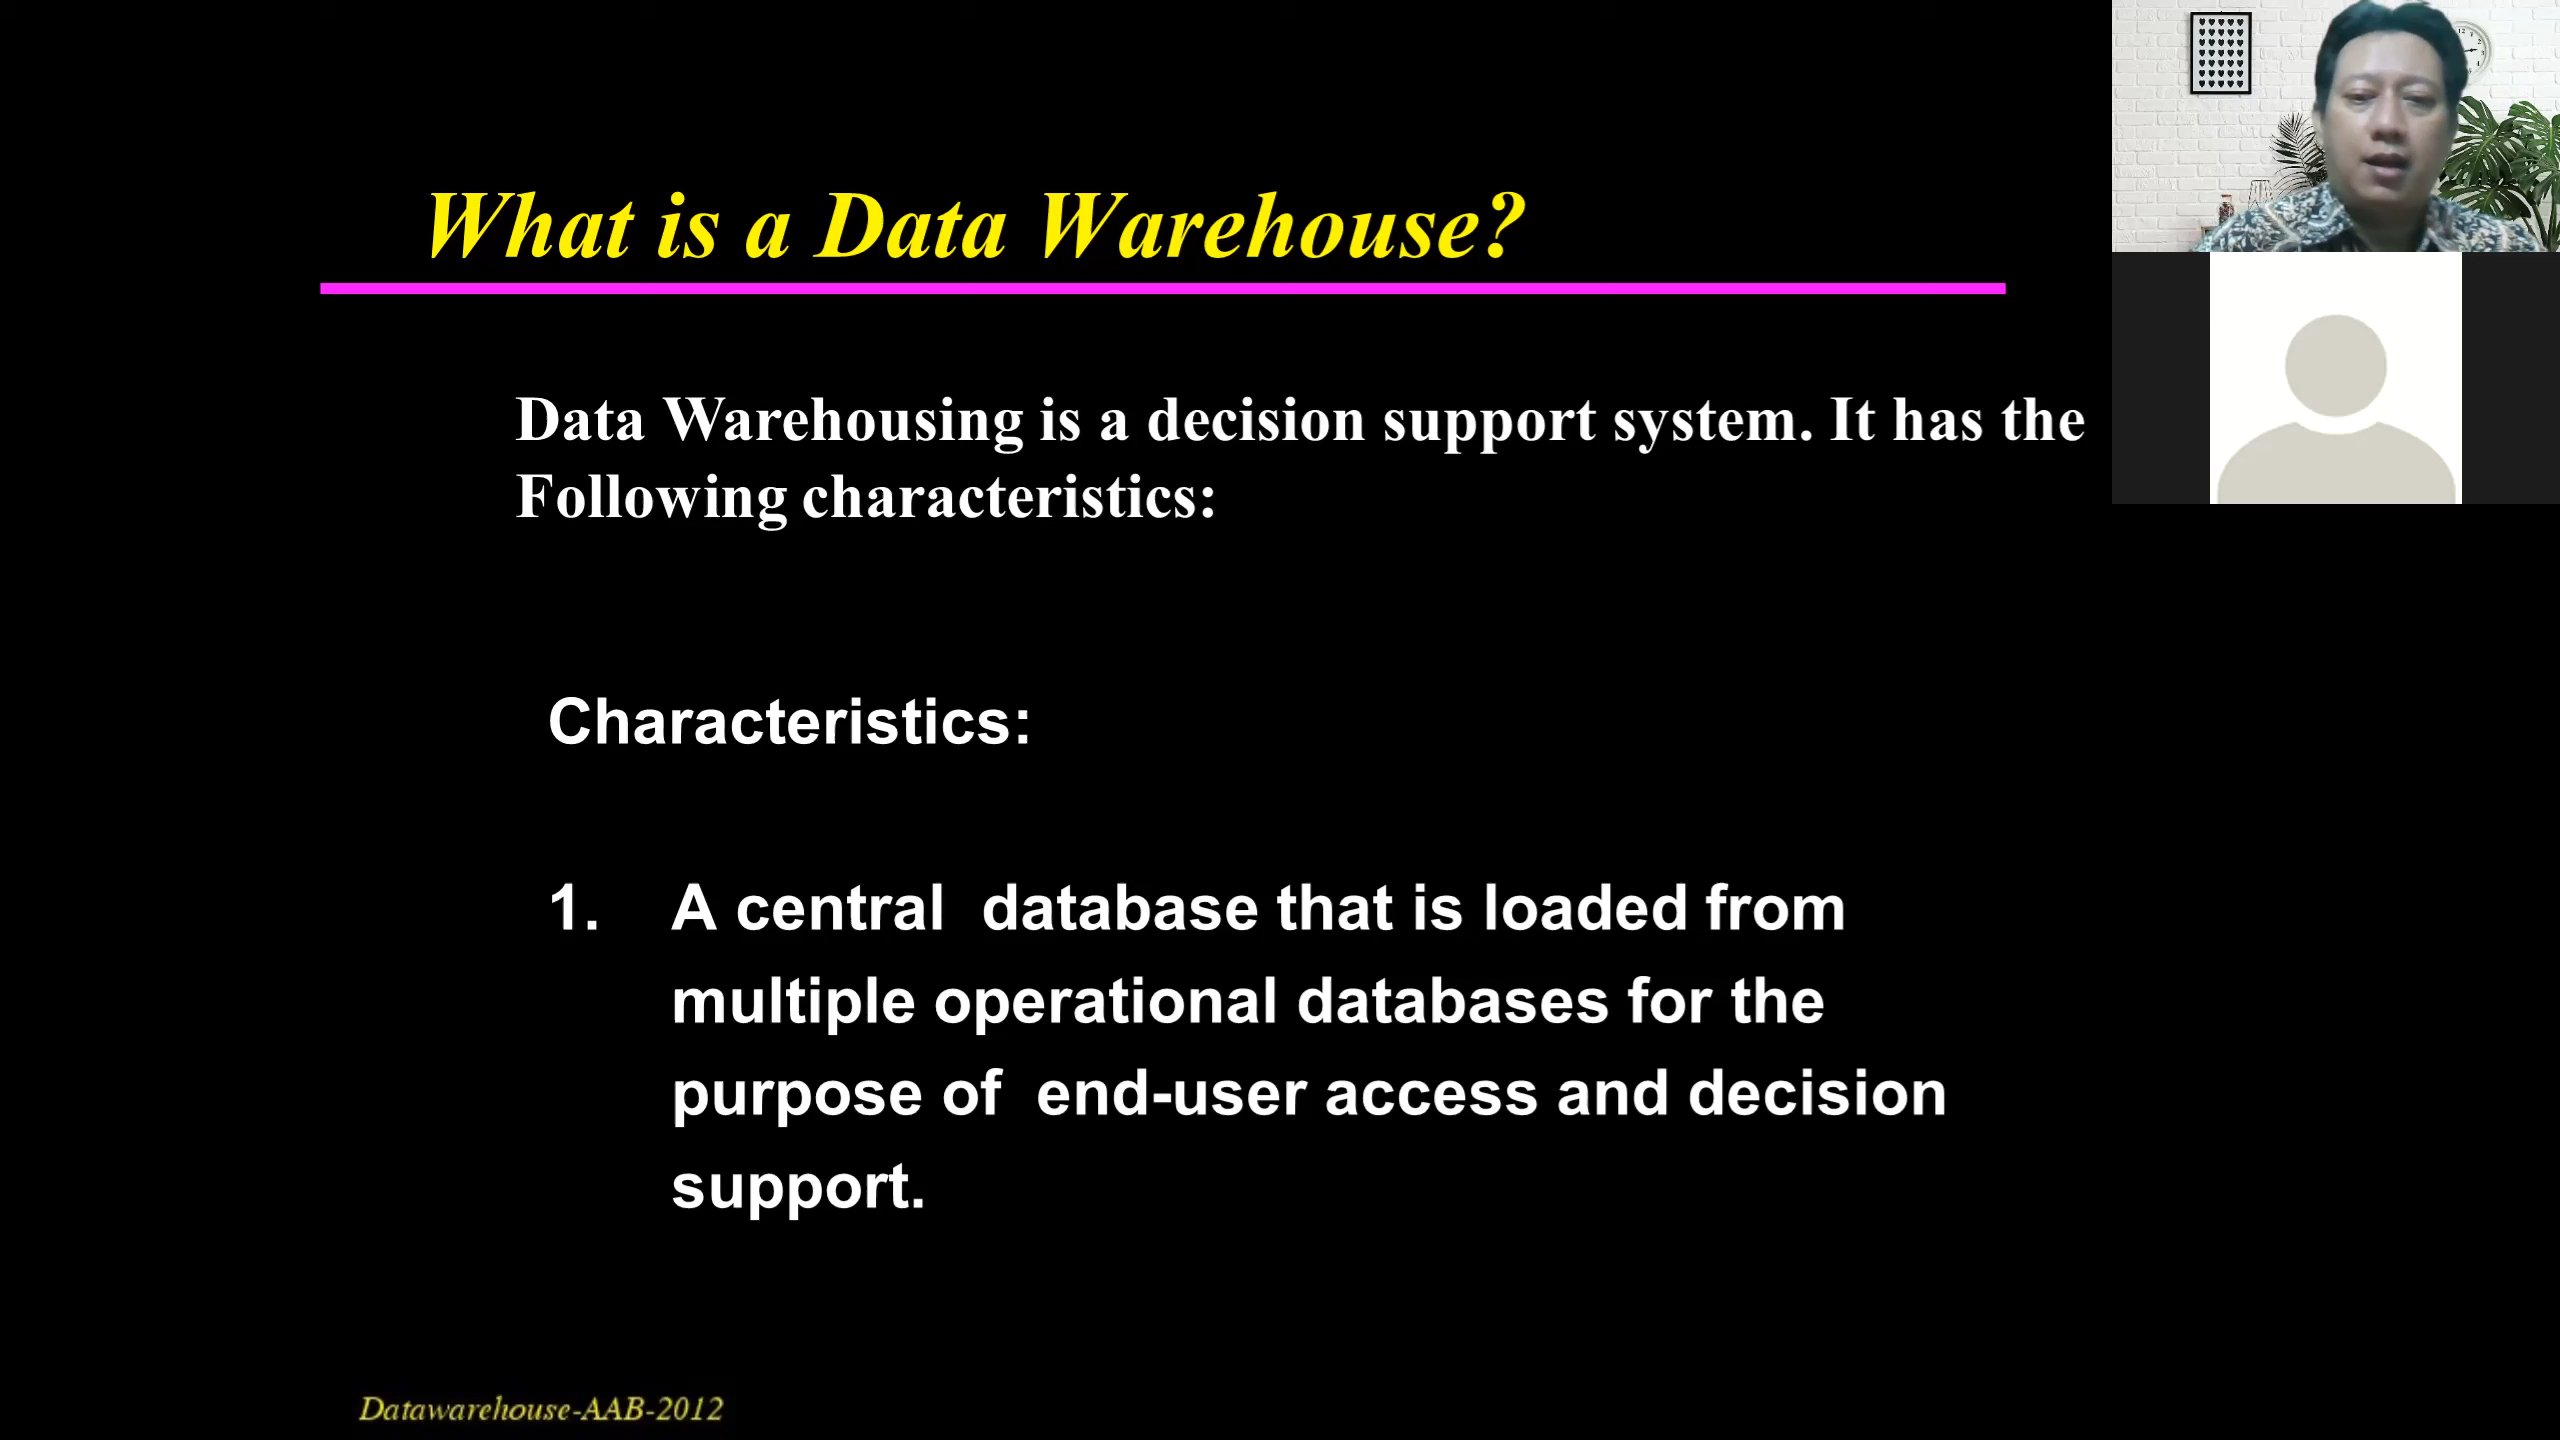 What is a Data Warehouse?
Data Warehousing is a decision support system. It has the
Following characteristics:
Characteristics:
1. A central database that is loaded from
multiple operational databases for the
purpose of end-user access and decision
support.
Datawarehouse-AAB-2012